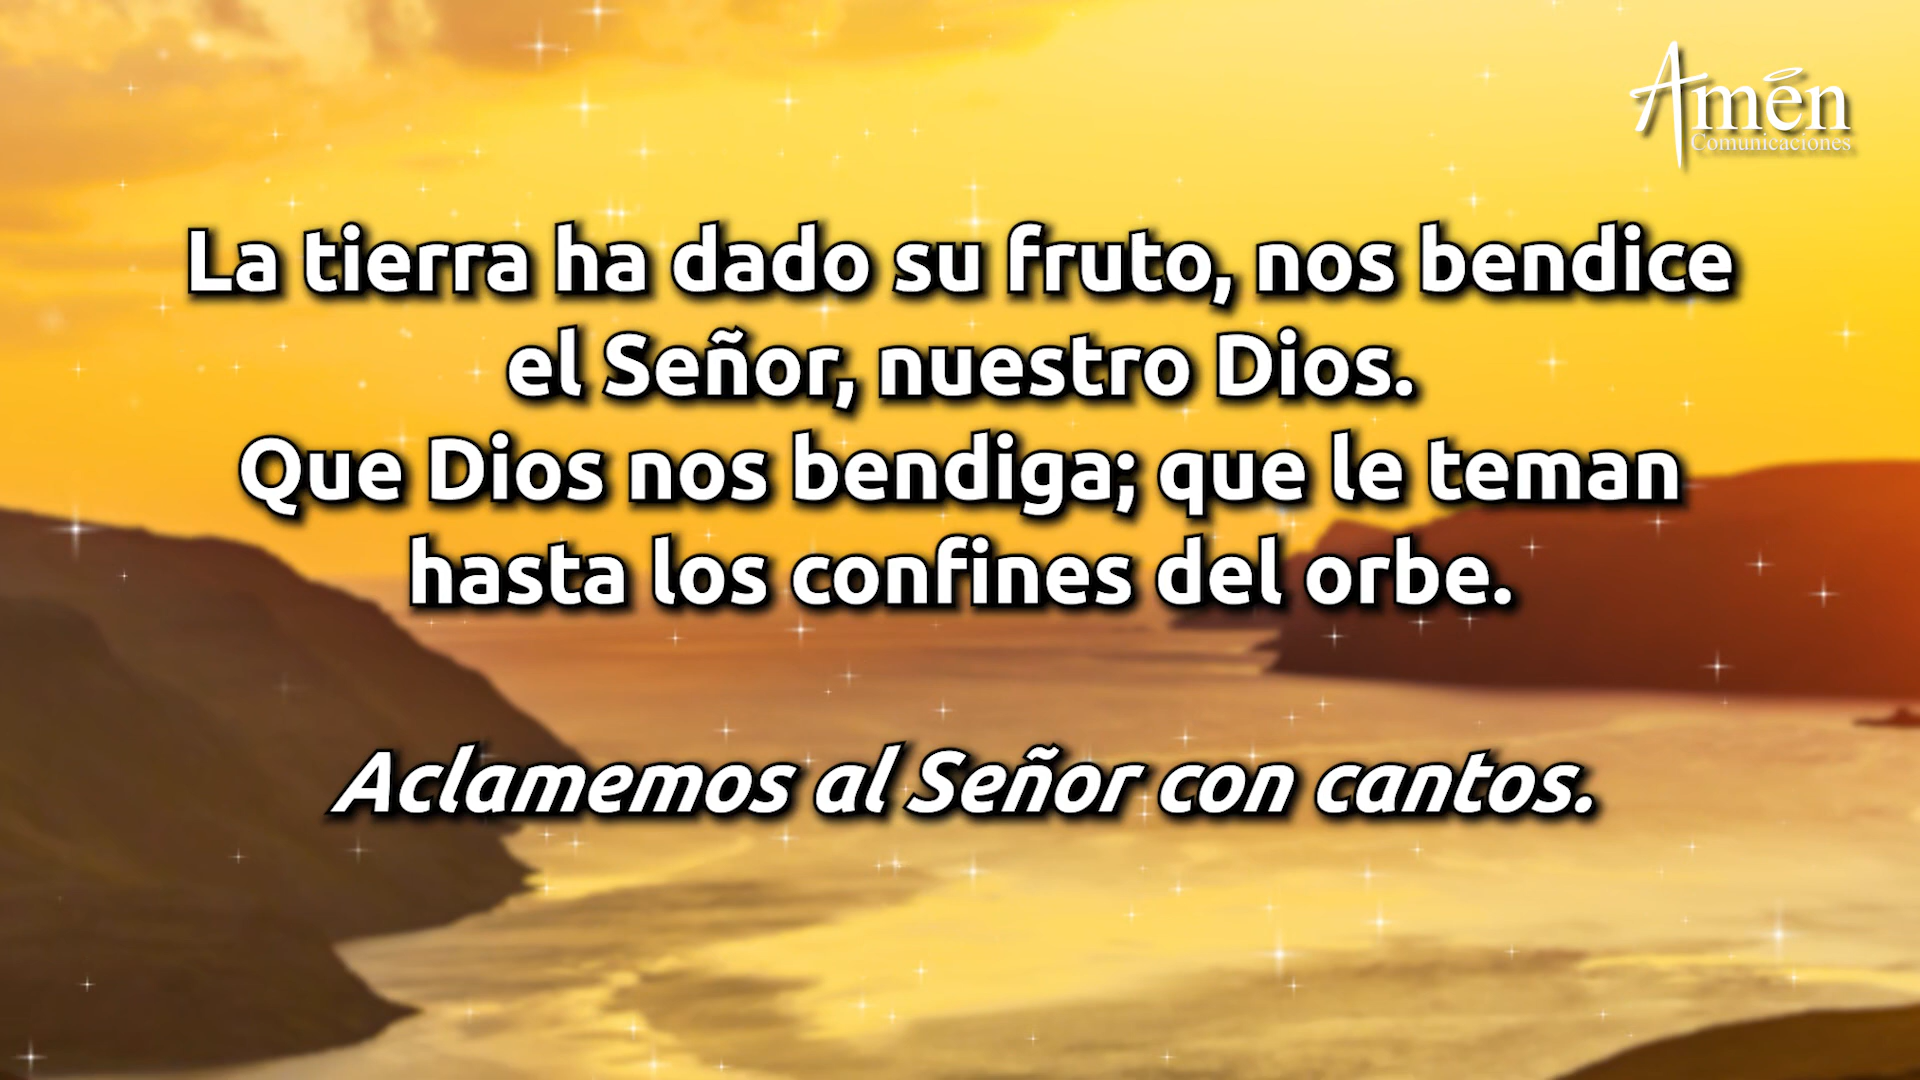 Amén
Comunicaciones
La tierra ha dado su fruto, nos bendice
el Señor, nuestro Dios.
Que Dios nos bendiga; que le teman
hasta los confines del orbe.
Aclamemos al Señor con cantos.